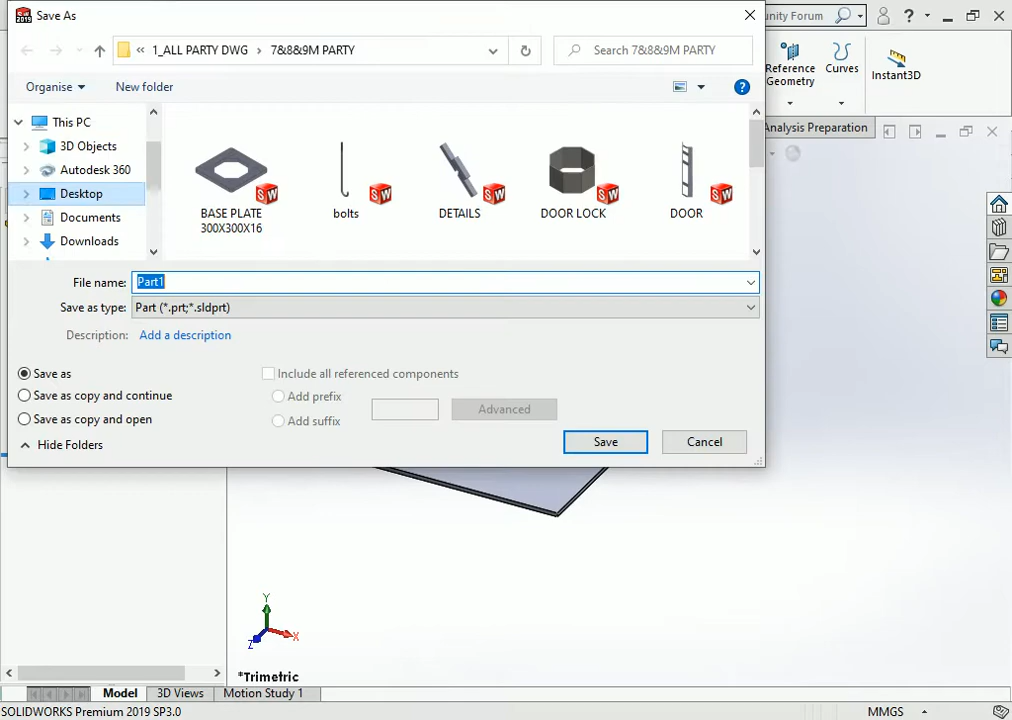 2019
Save As
unity Forum
?
« 1_ALL PARTY DWG › 7&8&9M PARTY
Search 7&8&9M PARTY
Organise
New folder
?
Reference Geometry
Curves
Instant3D
Analysis Preparation
This PC
3D Objects
Autodesk 360
Desktop
Documents
Downloads
BASE PLATE
300X300X16
bolts
DETAILS
DOOR LOCK
DOOR
File name:
Part1
Save as type:
Part (*.prt;*.sldprt)
Description:
Add a description
Save as
Save as copy and continue
Save as copy and open
Include all referenced components
Add prefix
Add suffix
Advanced
Hide Folders
Save
Cancel
Y
X
Z
*Trimetric
Model
3D Views
Motion Study 1
SOLIDWORKS Premium 2019 SP3.0
MMGS